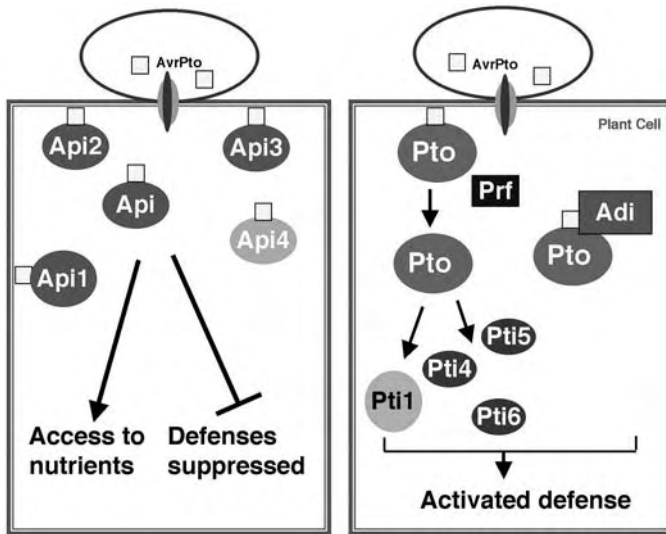 AvrPto
Api2
Api3
Api
Api4
Api1
Access to
nutrients
Defenses
suppressed
AvrPto
Plant Cell
Pto
Prf
Adi
Pto
Pto
Pti5
Pti4
Pti1
Pti6
Activated defense